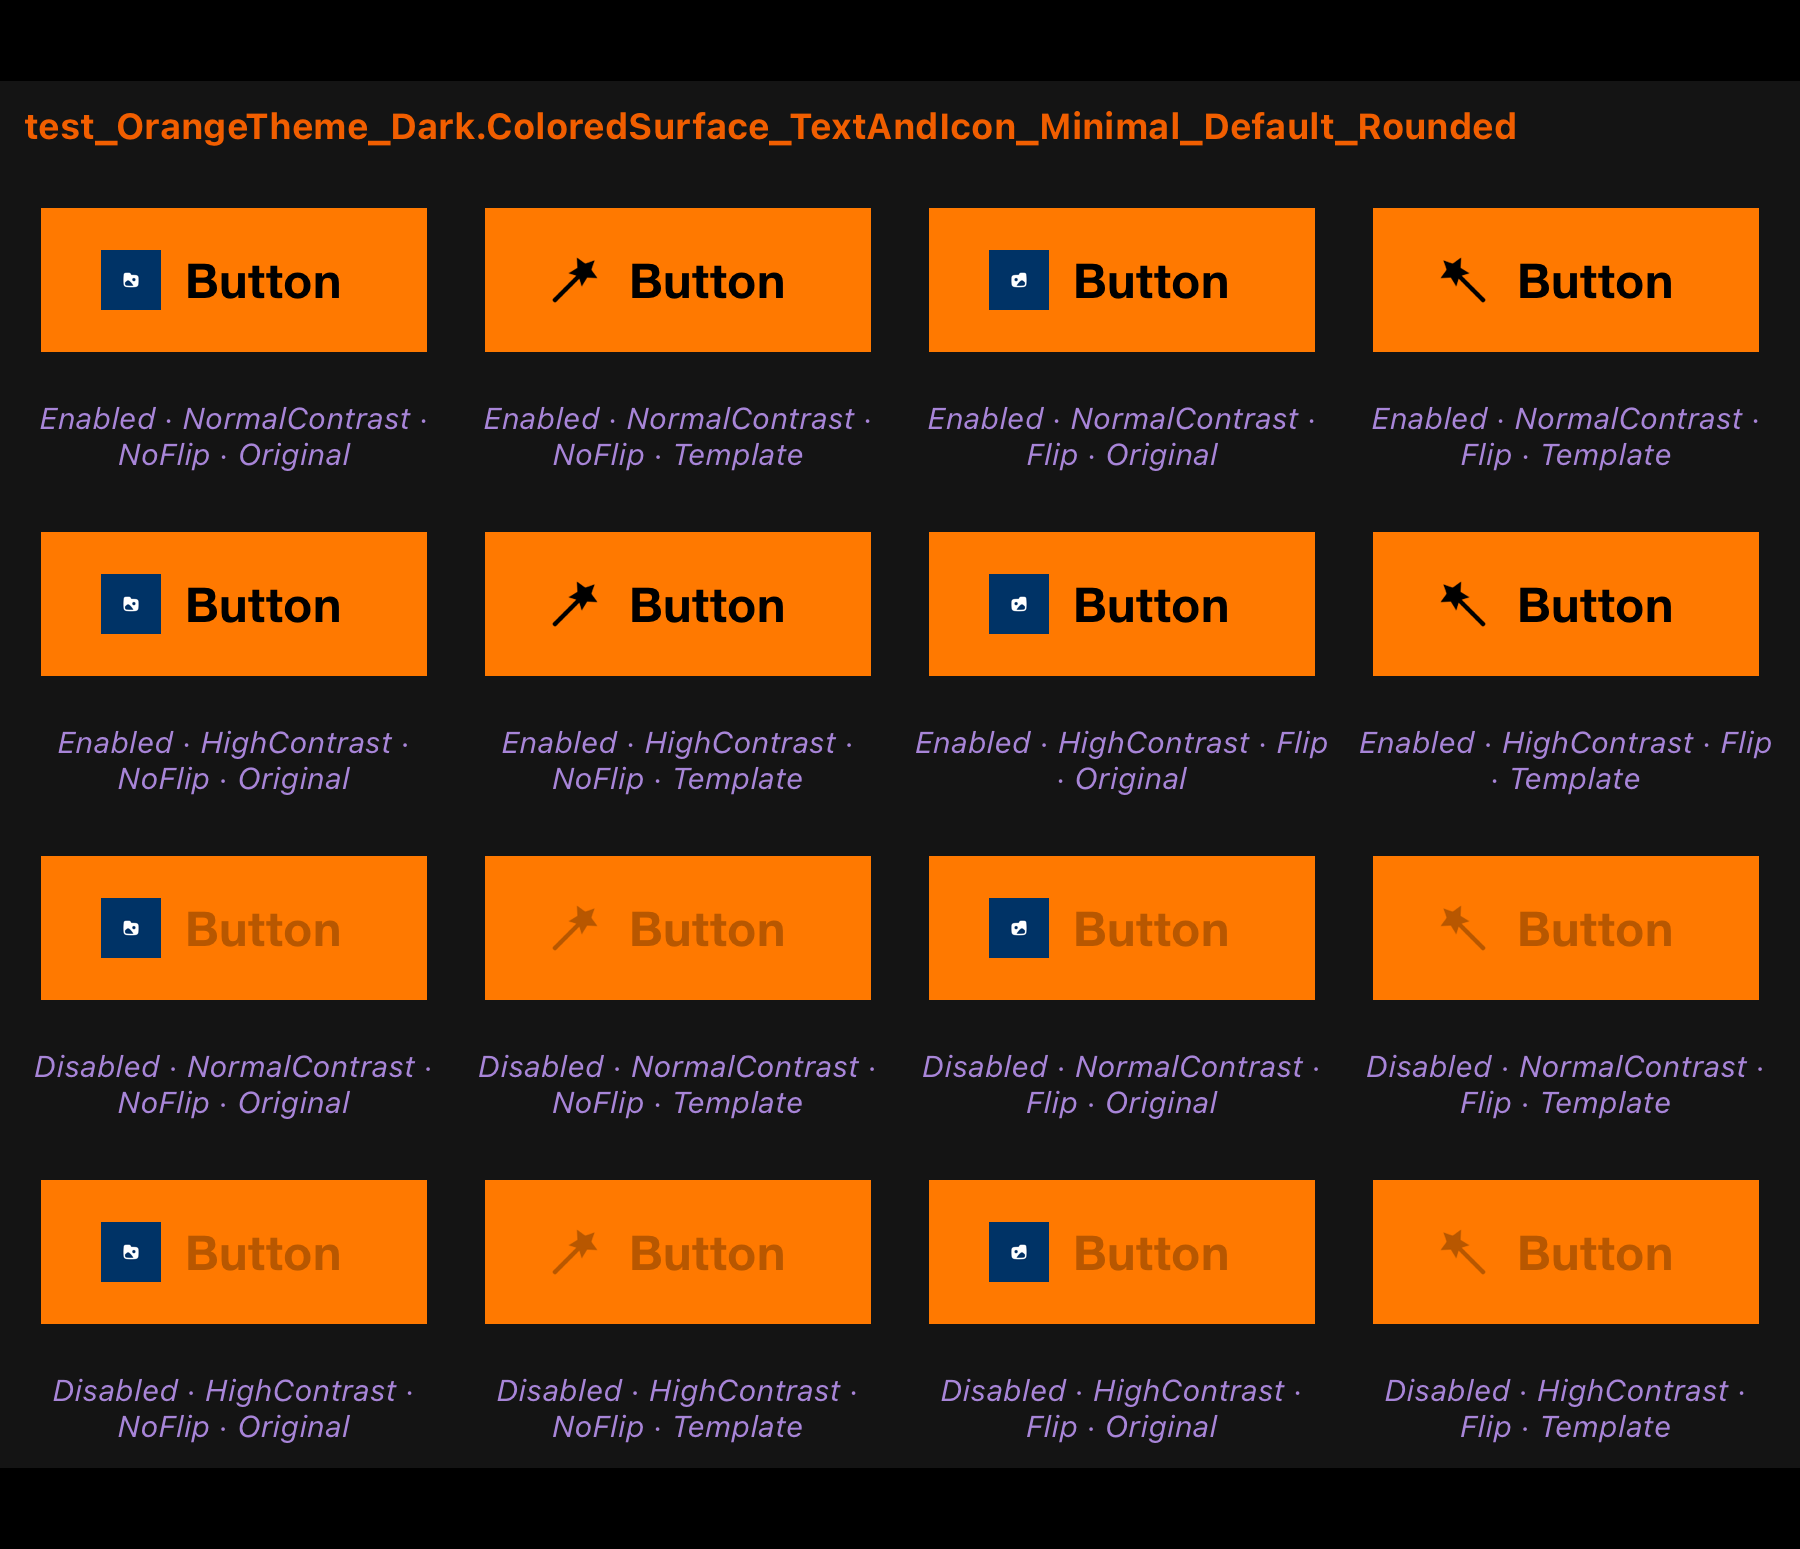 test_OrangeTheme_Dark.ColoredSurface_TextAndIcon_Minimal_Default_Rounded
Button Button Button Button
Enabled · NormalContrast · Enabled · NormalContrast · Enabled · NormalContrast · Enabled · NormalContrast ·
NoFlip · Original NoFlip · Template Flip · Original Flip · Template
Button Button Button Button
Enabled · HighContrast · Enabled · HighContrast · Enabled · HighContrast · Flip Enabled · HighContrast · Flip
NoFlip · Original NoFlip · Template · Original · Template
Button Button Button Button
Disabled · NormalContrast · Disabled · NormalContrast · Disabled · NormalContrast · Disabled · NormalContrast ·
NoFlip · Original NoFlip · Template Flip · Original Flip · Template
Button Button Button Button
Disabled · HighContrast · Disabled · HighContrast · Disabled · HighContrast · Disabled · HighContrast ·
NoFlip · Original NoFlip · Template Flip · Original Flip · Template